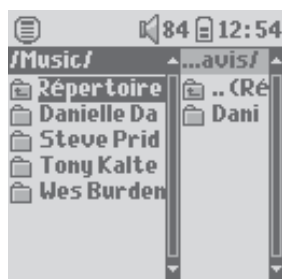 84 12:54
/Music/
Répertoire
Danielle Da
Steve Prid
Tony Kalte
Wes Burden
...avis/
.. (Ré
Dani